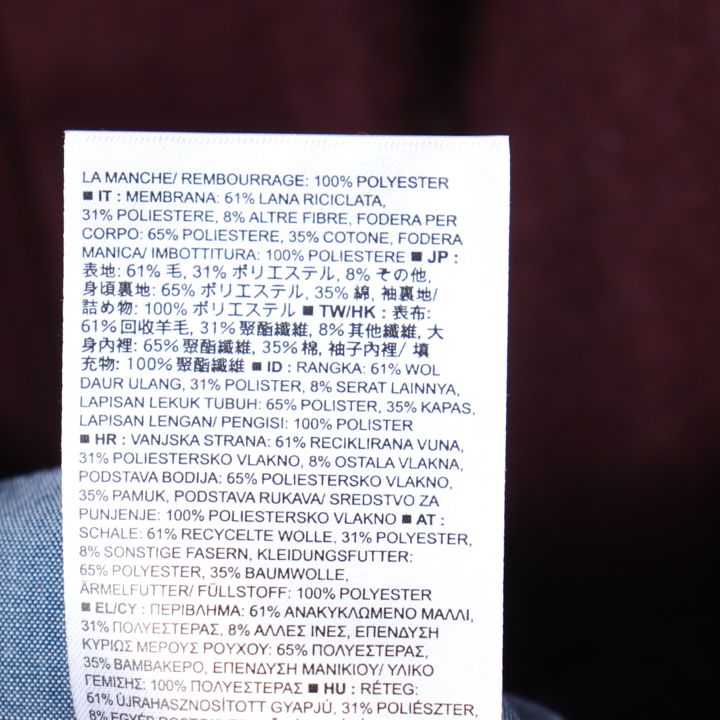 LA MANCHE/ REMBOURRAGE: 100% POLYESTER
■ IT : MEMBRANA: 61% LANA RICICLATA,
31% POLIESTERE, 8% ALTRE FIBRE, FODERA PER
CORPO: 65% POLIESTERE, 35% COTONE, FODERA
MANICA/ IMBOTTITURA: 100% POLIESTERE ■ JP :
表地: 61% 毛, 31% ポリエステル, 8% その他,
身頃裏地: 65% ポリエステル, 35% 綿, 袖裏地/
詰め物: 100% ポリエステル ■ TW/HK : 表布:
61% 回收羊毛, 31% 聚酯纖維, 8% 其他纖維, 大
身內裡: 65% 聚酯纖維, 35% 棉, 袖子內裡/ 填
充物: 100% 聚酯纖維 ■ ID : RANGKA: 61% WOL
DAUR ULANG, 31% POLISTER, 8% SERAT LAINNYA,
LAPISAN LEKUK TUBUH: 65% POLISTER, 35% KAPAS,
LAPISAN LENGAN/ PENGISI: 100% POLISTER
■ HR : VANJSKA STRANA: 61% RECIKLIRANA VUNA,
31% POLIESTERSKO VLAKNO, 8% OSTALA VLAKNA,
PODSTAVA BODIJA: 65% POLIESTERSKO VLAKNO,
35% PAMUK, PODSTAVA RUKAVA/ SREDSTVO ZA
PUNJENJE: 100% POLIESTERSKO VLAKNO ■ AT :
SCHALE: 61% RECYCELTE WOLLE, 31% POLYESTER,
8% SONSTIGE FASERN, KLEIDUNGSFUTTER:
65% POLYESTER, 35% BAUMWOLLE,
ÄRMELFUTTER/ FÜLLSTOFF: 100% POLYESTER
■ EL/CY : ΠΕΡΙΒΛΗΜΑ: 61% ΑΝΑΚΥΚΛΩΜΕΝΟ ΜΑΛΛΙ,
31% ΠΟΛΥΕΣΤΕΡΑΣ, 8% ΑΛΛΕΣ ΙΝΕΣ, ΕΠΕΝΔΥΣΗ
ΚΥΡΙΩΣ ΜΕΡΟΥΣ ΡΟΥΧΟΥ: 65% ΠΟΛΥΕΣΤΕΡΑΣ,
35% ΒΑΜΒΑΚΕΡΟ, ΕΠΕΝΔΥΣΗ ΜΑΝΙΚΙΟΥ/ ΥΛΙΚΟ
ΓΕΜΙΣΗΣ: 100% ΠΟΛΥΕΣΤΕΡΑΣ ■ HU : RÉTEG:
61% ÚJRAHASZNOSÍTOTT GYAPJÚ, 31% POLIÉSZTER,
8% EGYÉB